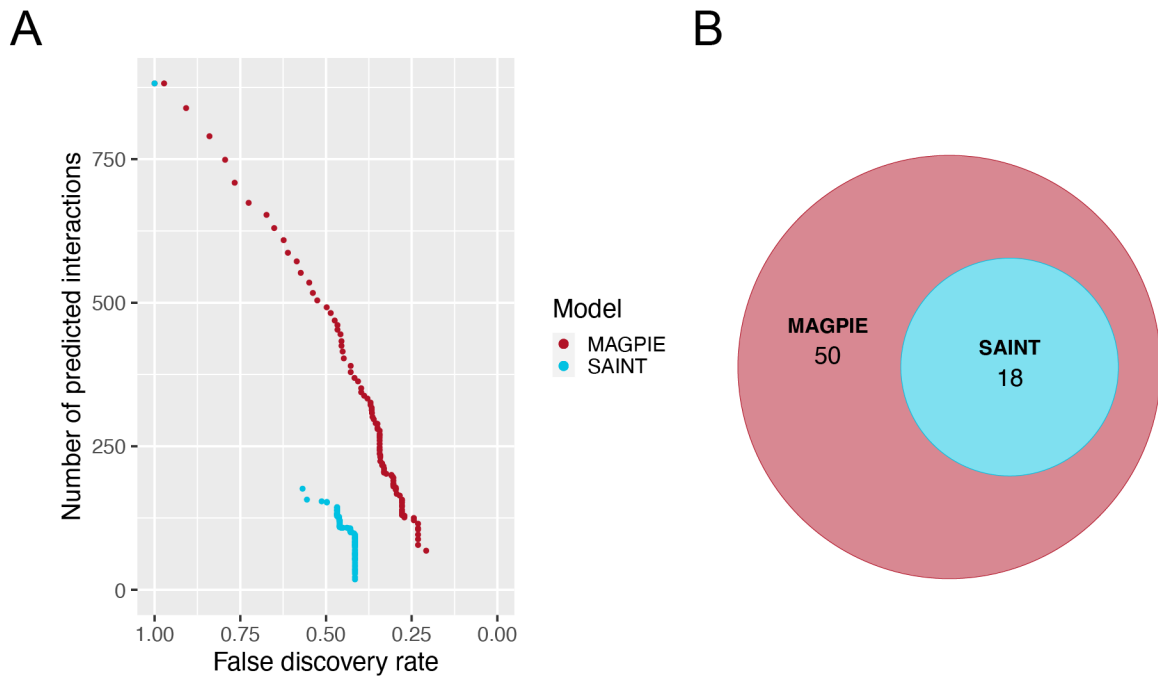 A
Number of predicted interactions
750
500
250
0
1.00 0.75 0.50 0.25 0.00
False discovery rate
Model
MAGPIE
SAINT
B
MAGPIE
50
SAINT
18